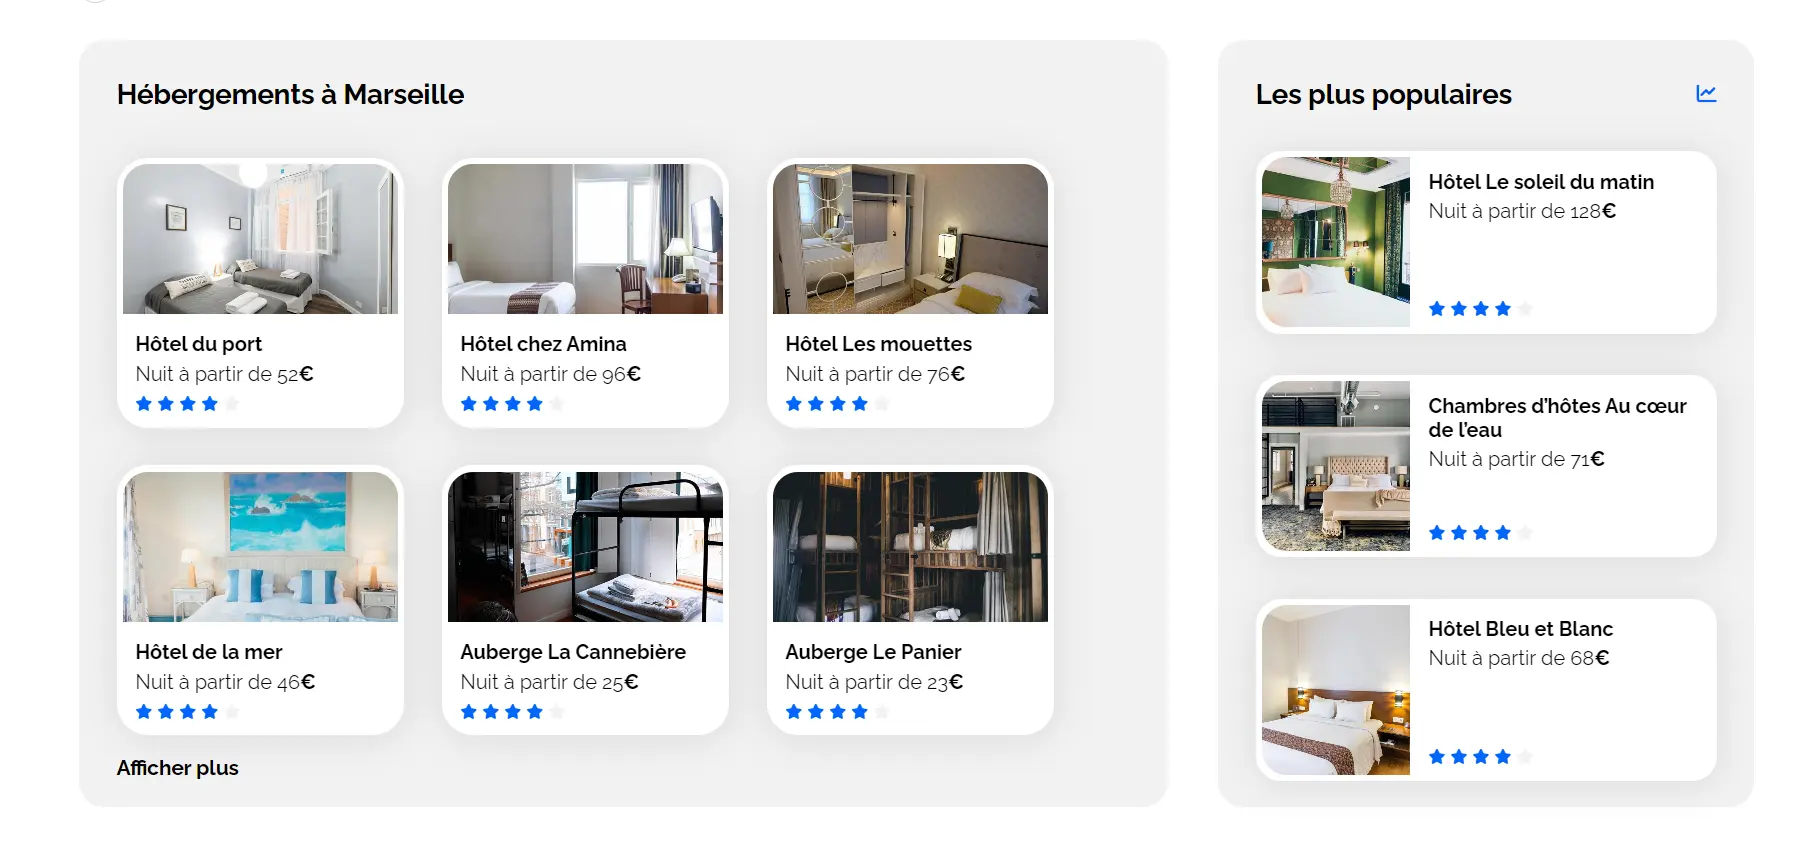 Hébergements à Marseille
Hôtel du port
Nuit à partir de 52€
Hôtel chez Amina
Nuit à partir de 96€
Hôtel Les mouettes
Nuit à partir de 76€
Hôtel de la mer
Nuit à partir de 46€
Auberge La Cannebière
Nuit à partir de 25€
Auberge Le Panier
Nuit à partir de 23€
Afficher plus
Les plus populaires
Hôtel Le soleil du matin
Nuit à partir de 128€
Chambres d’hôtes Au cœur
de l’eau
Nuit à partir de 71€
Hôtel Bleu et Blanc
Nuit à partir de 68€